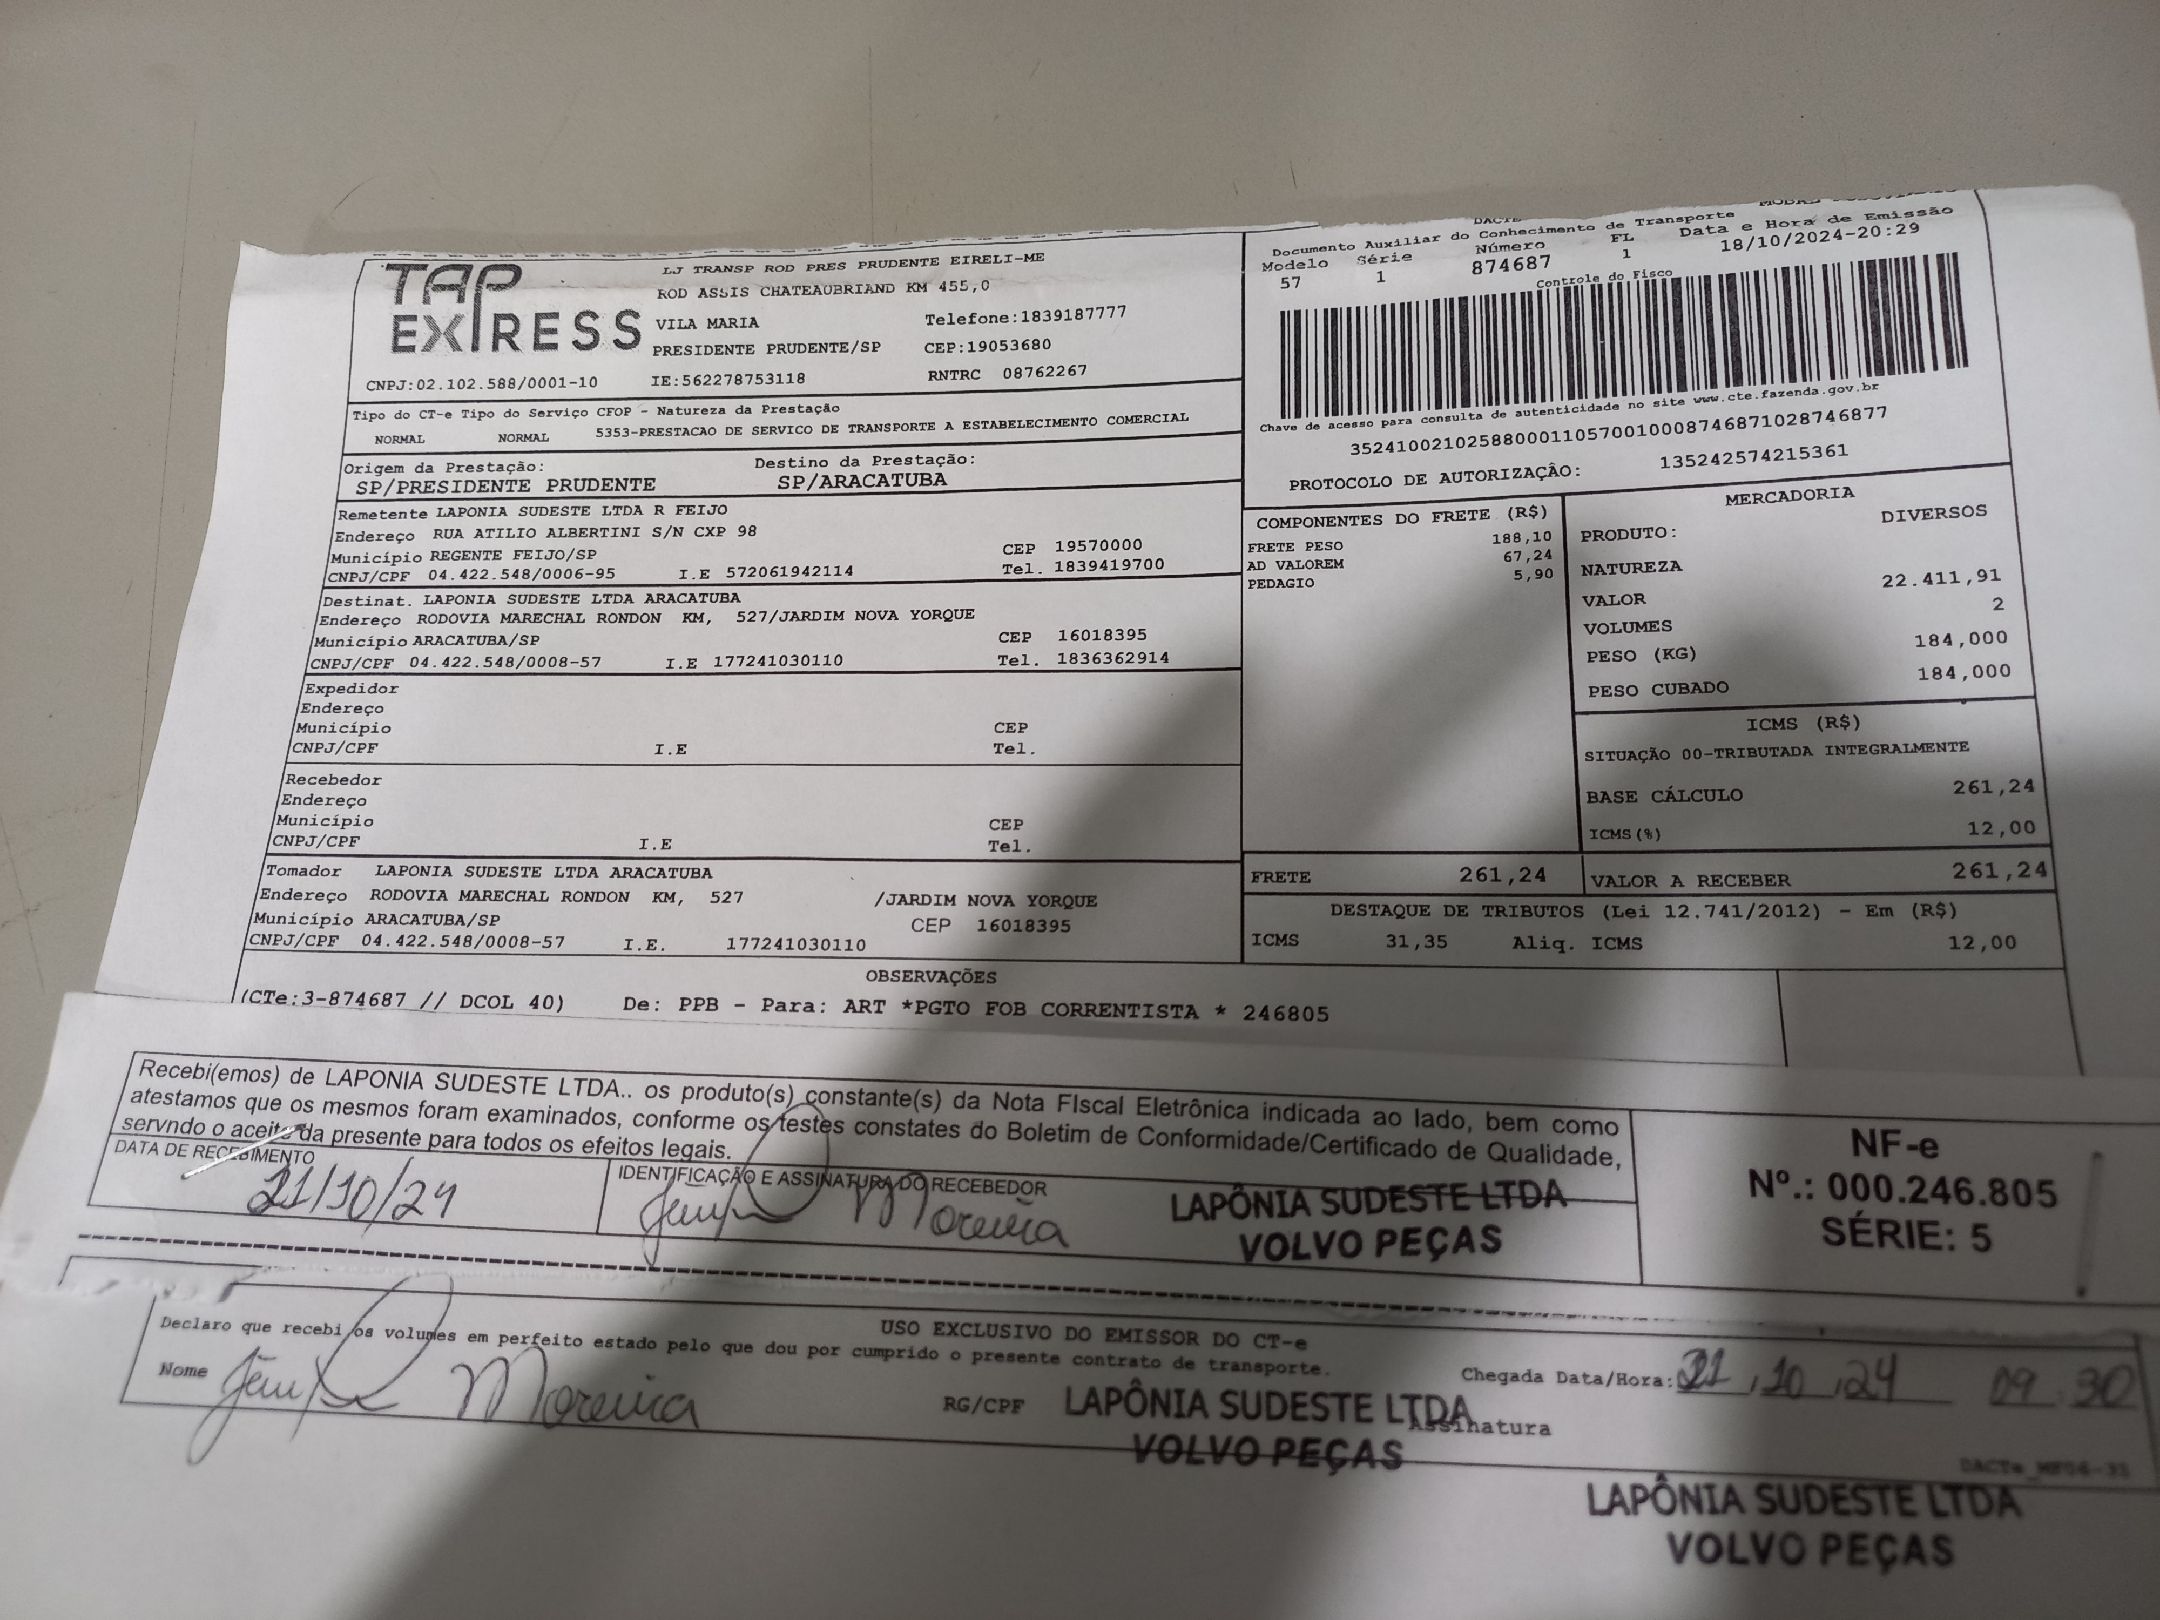 TAP
EXPRESS
LJ TRANSP ROD PRES PRUDENTE EIRELI-ME
ROD ASSIS CHATEAUBRIAND KM 455,0
VILA MARIA Telefone:1839187777
PRESIDENTE PRUDENTE/SP CEP:19053680
CNPJ:02.102.588/0001-10 IE:562278753118 RNTRC 08762267
DACTE
Documento Auxiliar do Conhecimento de Transporte
Modelo Série Número FL Data e Hora de Emissão
57 1 874687 1 18/10/2024-20:29
Controle do Fisco
Chave de acesso para consulta de autenticidade no site www.cte.fazenda.gov.br
35241002102588000110570010008746871028746877
PROTOCOLO DE AUTORIZAÇÃO: 135242574215361
Tipo do CT-e Tipo do Serviço CFOP - Natureza da Prestação
NORMAL NORMAL 5353-PRESTACAO DE SERVICO DE TRANSPORTE A ESTABELECIMENTO COMERCIAL
Origem da Prestação: Destino da Prestação:
SP/PRESIDENTE PRUDENTE SP/ARACATUBA
Remetente LAPONIA SUDESTE LTDA R FEIJO
Endereço RUA ATILIO ALBERTINI S/N CXP 98
Município REGENTE FEIJO/SP CEP 19570000
CNPJ/CPF 04.422.548/0006-95 I.E 572061942114 Tel. 1839419700
Destinat. LAPONIA SUDESTE LTDA ARACATUBA
Endereço RODOVIA MARECHAL RONDON KM, 527/JARDIM NOVA YORQUE
Município ARACATUBA/SP CEP 16018395
CNPJ/CPF 04.422.548/0008-57 I.E 177241030110 Tel. 1836362914
Expedidor
Endereço
Município CEP
CNPJ/CPF I.E Tel.
Recebedor
Endereço
Município CEP
CNPJ/CPF I.E Tel.
Tomador LAPONIA SUDESTE LTDA ARACATUBA
Endereço RODOVIA MARECHAL RONDON KM, 527 /JARDIM NOVA YORQUE
Município ARACATUBA/SP CEP 16018395
CNPJ/CPF 04.422.548/0008-57 I.E. 177241030110
COMPONENTES DO FRETE (R$)
FRETE PESO 188,10
AD VALOREM 67,24
PEDAGIO 5,90
MERCADORIA
PRODUTO: DIVERSOS
NATUREZA
VALOR 22.411,91
VOLUMES 2
PESO (KG) 184,000
PESO CUBADO 184,000
ICMS (R$)
SITUAÇÃO 00-TRIBUTADA INTEGRALMENTE
BASE CÁLCULO 261,24
ICMS(%) 12,00
FRETE 261,24 VALOR A RECEBER 261,24
DESTAQUE DE TRIBUTOS (Lei 12.741/2012) - Em (R$)
ICMS 31,35 Aliq. ICMS 12,00
OBSERVAÇÕES
(CTe:3-874687 // DCOL 40) De: PPB - Para: ART *PGTO FOB CORRENTISTA * 246805
Recebi(emos) de LAPONIA SUDESTE LTDA.. os produto(s) constante(s) da Nota FIscal Eletrônica indicada ao lado, bem como
atestamos que os mesmos foram examinados, conforme os testes constates do Boletim de Conformidade/Certificado de Qualidade,
servndo o aceite da presente para todos os efeitos legais.
DATA DE RECEBIMENTO IDENTIFICAÇÃO E ASSINATURA DO RECEBEDOR
21/10/24 Moreira
LAPÔNIA SUDESTE LTDA
VOLVO PEÇAS
NF-e
Nº.: 000.246.805
SÉRIE: 5
USO EXCLUSIVO DO EMISSOR DO CT-e
Declaro que recebi os volumes em perfeito estado pelo que dou por cumprido o presente contrato de transporte.
Nome Moreira RG/CPF Chegada Data/Hora: 21,10,24 09:30
LAPÔNIA SUDESTE LTDA Assinatura
VOLVO PEÇAS
LAPÔNIA SUDESTE LTDA
VOLVO PEÇAS